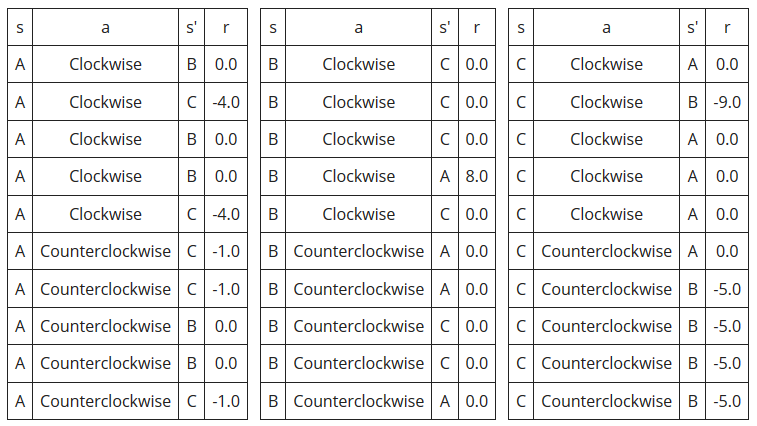 s a s' r s a s' r s a s' r
A Clockwise B 0.0 B Clockwise C 0.0 C Clockwise A 0.0
A Clockwise C -4.0 B Clockwise C 0.0 C Clockwise B -9.0
A Clockwise B 0.0 B Clockwise C 0.0 C Clockwise A 0.0
A Clockwise B 0.0 B Clockwise A 8.0 C Clockwise A 0.0
A Clockwise C -4.0 B Clockwise C 0.0 C Clockwise A 0.0
A Counterclockwise C -1.0 B Counterclockwise A 0.0 C Counterclockwise A 0.0
A Counterclockwise C -1.0 B Counterclockwise A 0.0 C Counterclockwise B -5.0
A Counterclockwise B 0.0 B Counterclockwise C 0.0 C Counterclockwise B -5.0
A Counterclockwise B 0.0 B Counterclockwise C 0.0 C Counterclockwise B -5.0
A Counterclockwise C -1.0 B Counterclockwise A 0.0 C Counterclockwise B -5.0